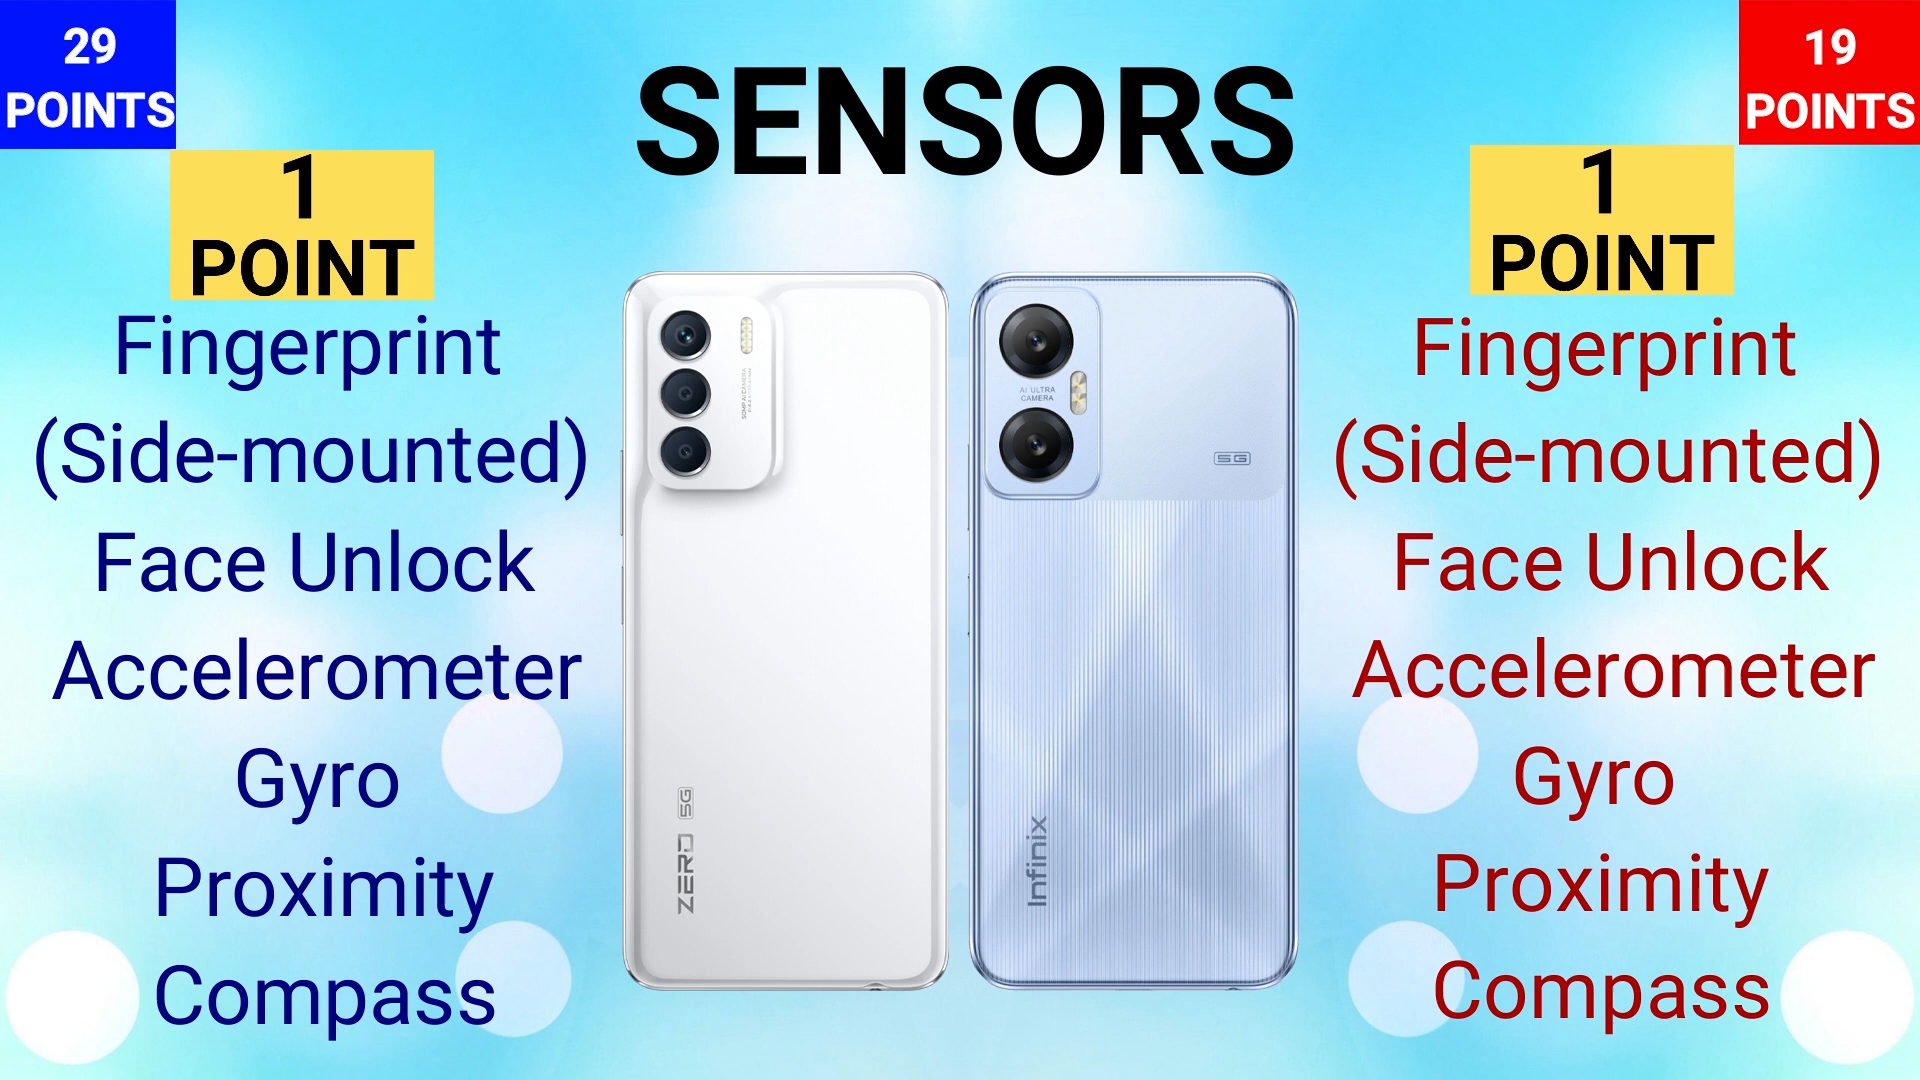 29
POINTS
SENSORS
19
POINTS
1
POINT
1
POINT
Fingerprint
(Side-mounted)
Face Unlock
Accelerometer
Gyro
Proximity
Compass
AI ULTRA
CAMERA
5G
ZERO 5G
Infinix
Fingerprint
(Side-mounted)
Face Unlock
Accelerometer
Gyro
Proximity
Compass